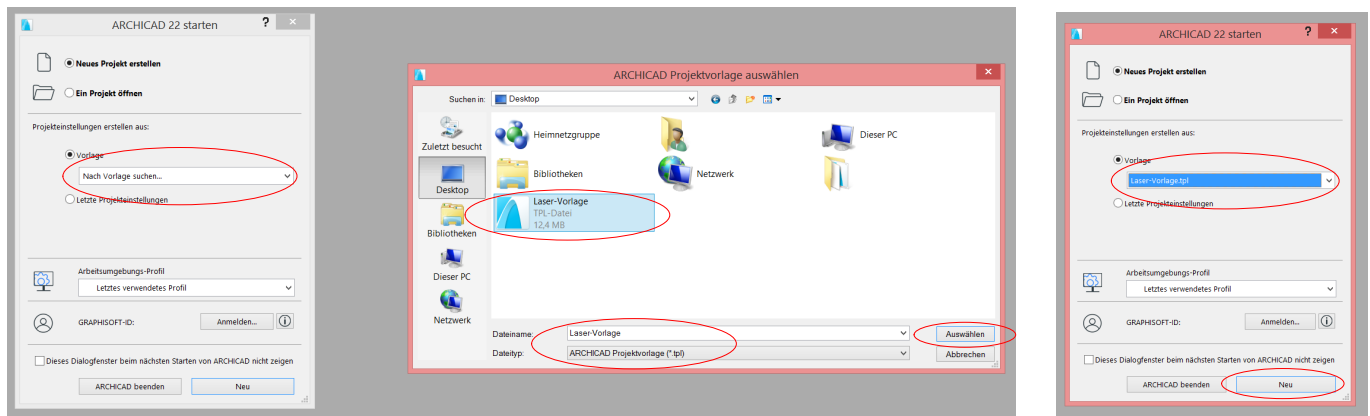 ARCHICAD 22 starten
?
×
Neues Projekt erstellen
Ein Projekt öffnen
Projekteinstellungen erstellen aus:
Vorlage
Nach Vorlage suchen...
Letzte Projekteinstellungen
Arbeitsumgebungs-Profil
Letztes verwendetes Profil
GRAPHISOFT-ID:
Anmelden...
Dieses Dialogfenster beim nächsten Starten von ARCHICAD nicht zeigen
ARCHICAD beenden
Neu
ARCHICAD Projektvorlage auswählen
×
Suchen in:
Desktop
Zuletzt besucht
Desktop
Bibliotheken
Dieser PC
Netzwerk
Heimnetzgruppe
Dieser PC
Bibliotheken
Netzwerk
Laser-Vorlage
TPL-Datei
12,4 MB
Dateiname:
Laser-Vorlage
Auswählen
Dateityp:
ARCHICAD Projektvorlage (*.tpl)
Abbrechen
ARCHICAD 22 starten
?
×
Neues Projekt erstellen
Ein Projekt öffnen
Projekteinstellungen erstellen aus:
Vorlage
Laser-Vorlage.tpl
Letzte Projekteinstellungen
Arbeitsumgebungs-Profil
Letztes verwendetes Profil
GRAPHISOFT-ID:
Anmelden...
Dieses Dialogfenster beim nächsten Starten von ARCHICAD nicht zeigen
ARCHICAD beenden
Neu